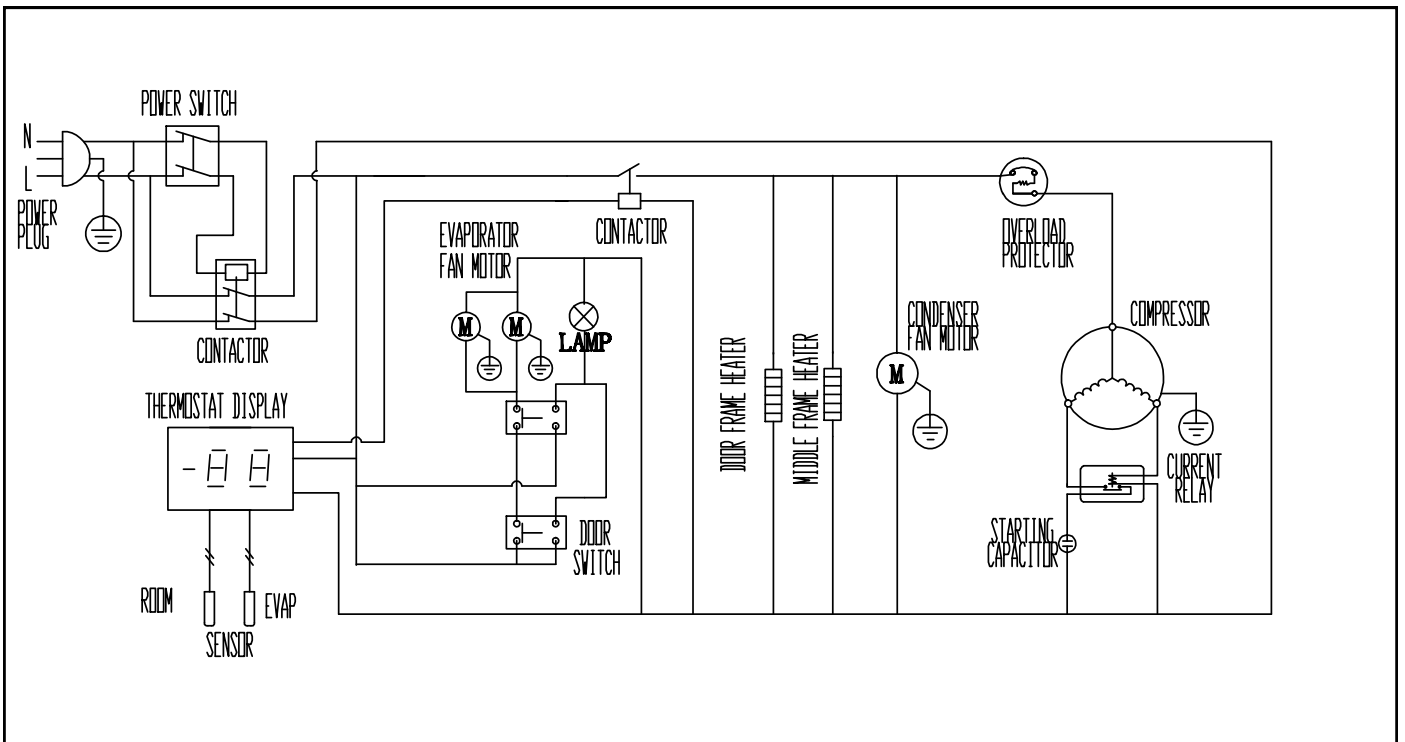 POWER SWITCH
N
L
POWER
PLUG
CONTACTOR
EVAPORATOR
FAN MOTOR
CONTACTOR
OVERLOAD
PROTECTOR
M
M
LAMP
CONDENSER
FAN MOTOR
M
COMPRESSOR
DOOR FRAME HEATER
MIDDLE FRAME HEATER
THERMOSTAT DISPLAY
-88
CURRENT
RELAY
STARTING
CAPACITOR
DOOR
SWITCH
ROOM
EVAP
SENSOR